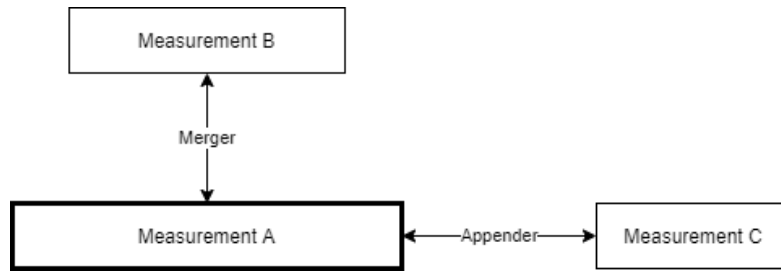 Measurement B
Merger
Measurement A
Appender
Measurement C